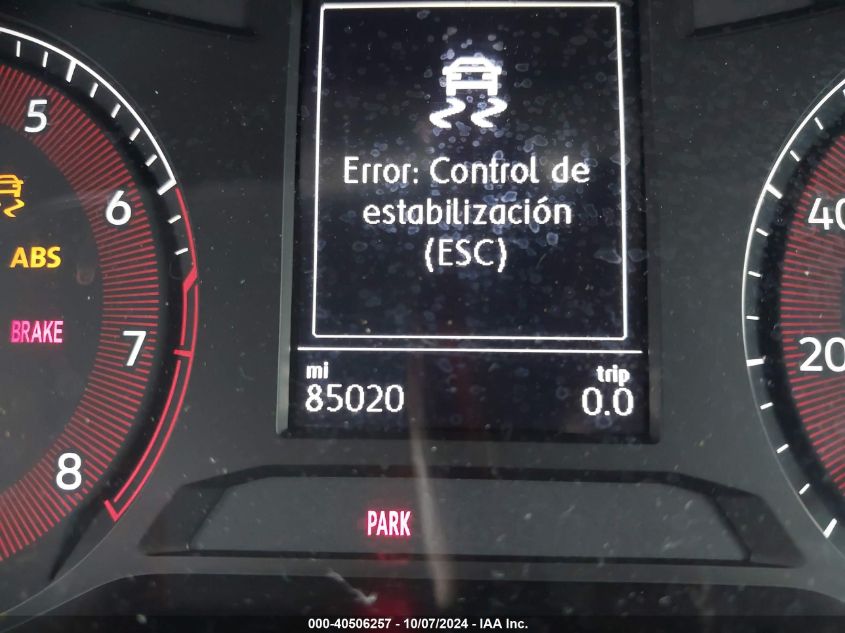 Error: Control de
estabilización
(ESC)
5
6
7
8
ABS
BRAKE
mi
85020
trip
0.0
40
20
PARK
000-40506257 - 10/07/2024 - IAA Inc.